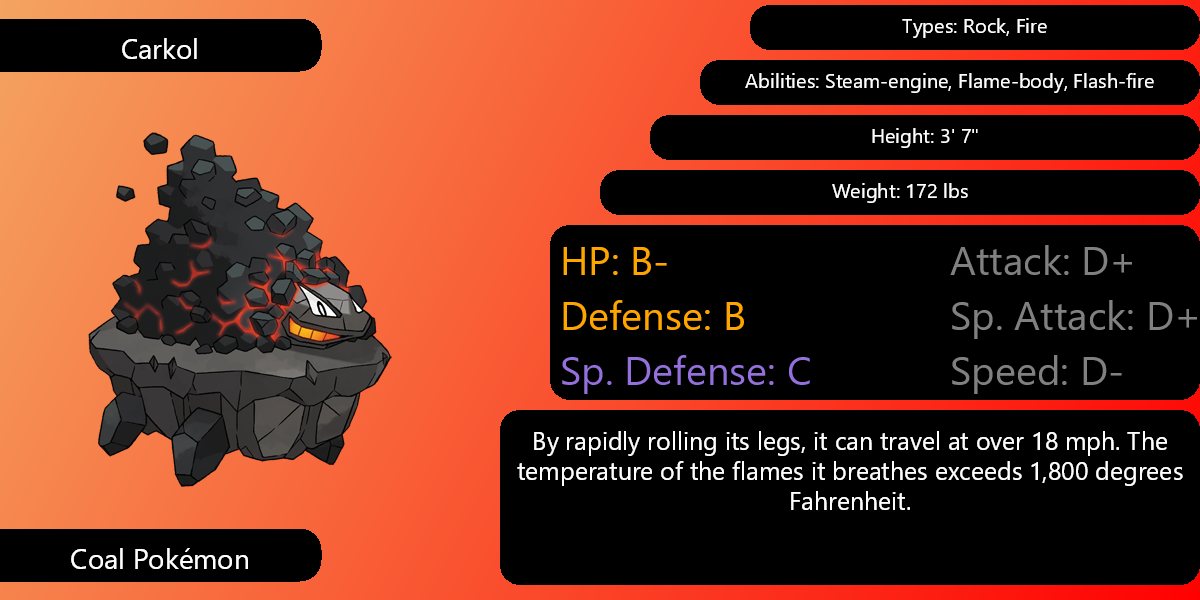 Carkol
Types: Rock, Fire
Abilities: Steam-engine, Flame-body, Flash-fire
Height: 3' 7"
Weight: 172 lbs
HP: B-
Attack: D+
Defense: B
Sp. Attack: D+
Sp. Defense: C
Speed: D-
By rapidly rolling its legs, it can travel at over 18 mph. The
temperature of the flames it breathes exceeds 1,800 degrees
Fahrenheit.
Coal Pokémon